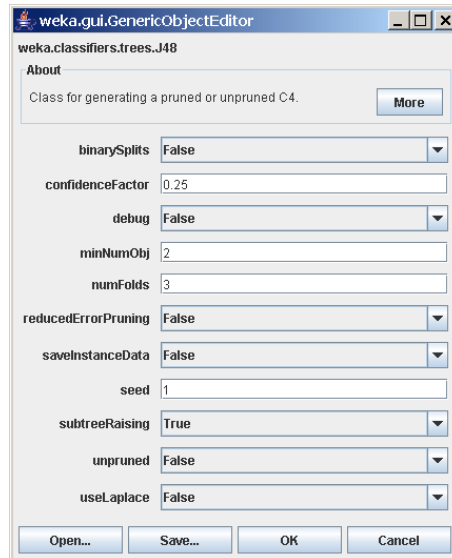 weka.gui.GenericObjectEditor
weka.classifiers.trees.J48
About
Class for generating a pruned or unpruned C4. More
binarySplits False
confidenceFactor 0.25
debug False
minNumObj 2
numFolds 3
reducedErrorPruning False
saveInstanceData False
seed 1
subtreeRaising True
unpruned False
useLaplace False
Open... Save... OK Cancel